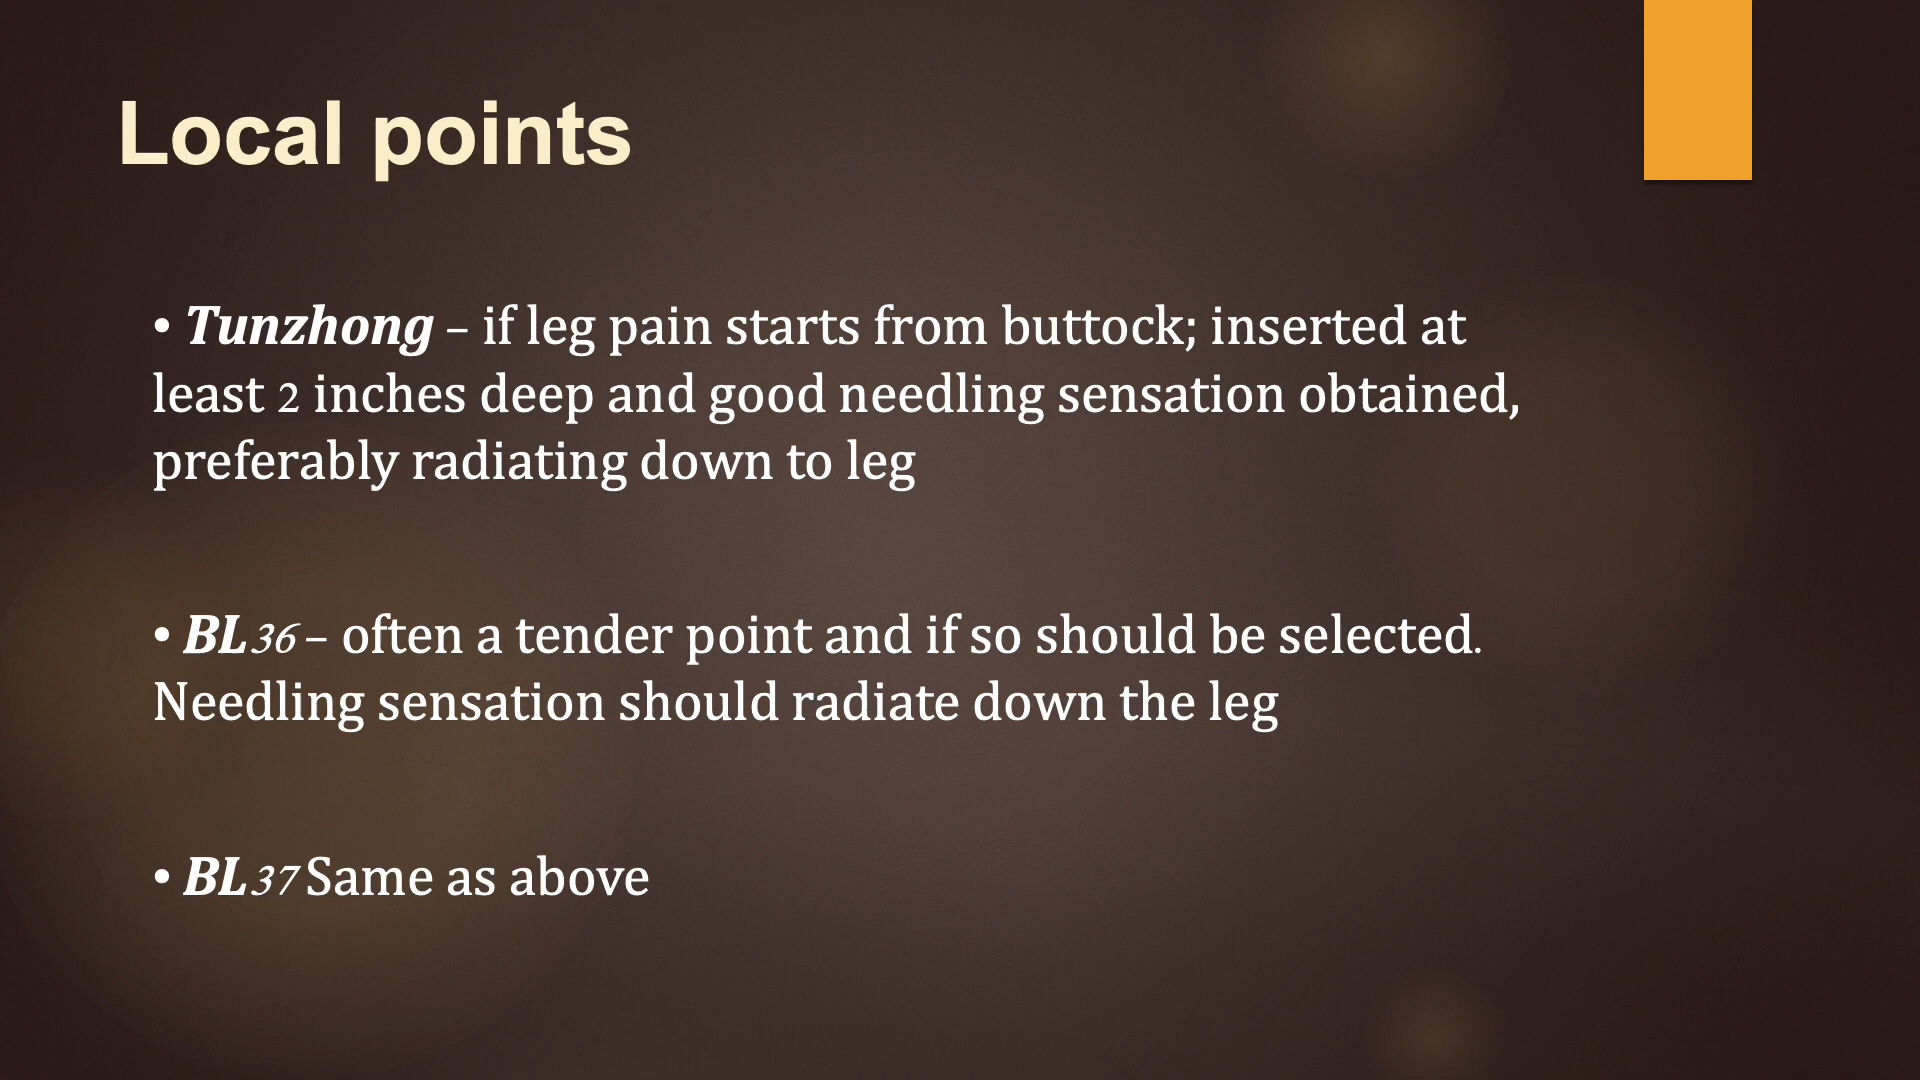 Local points
• Tunzhong – if leg pain starts from buttock; inserted at
least 2 inches deep and good needling sensation obtained,
preferably radiating down to leg
• BL36 – often a tender point and if so should be selected.
Needling sensation should radiate down the leg
• BL37 Same as above